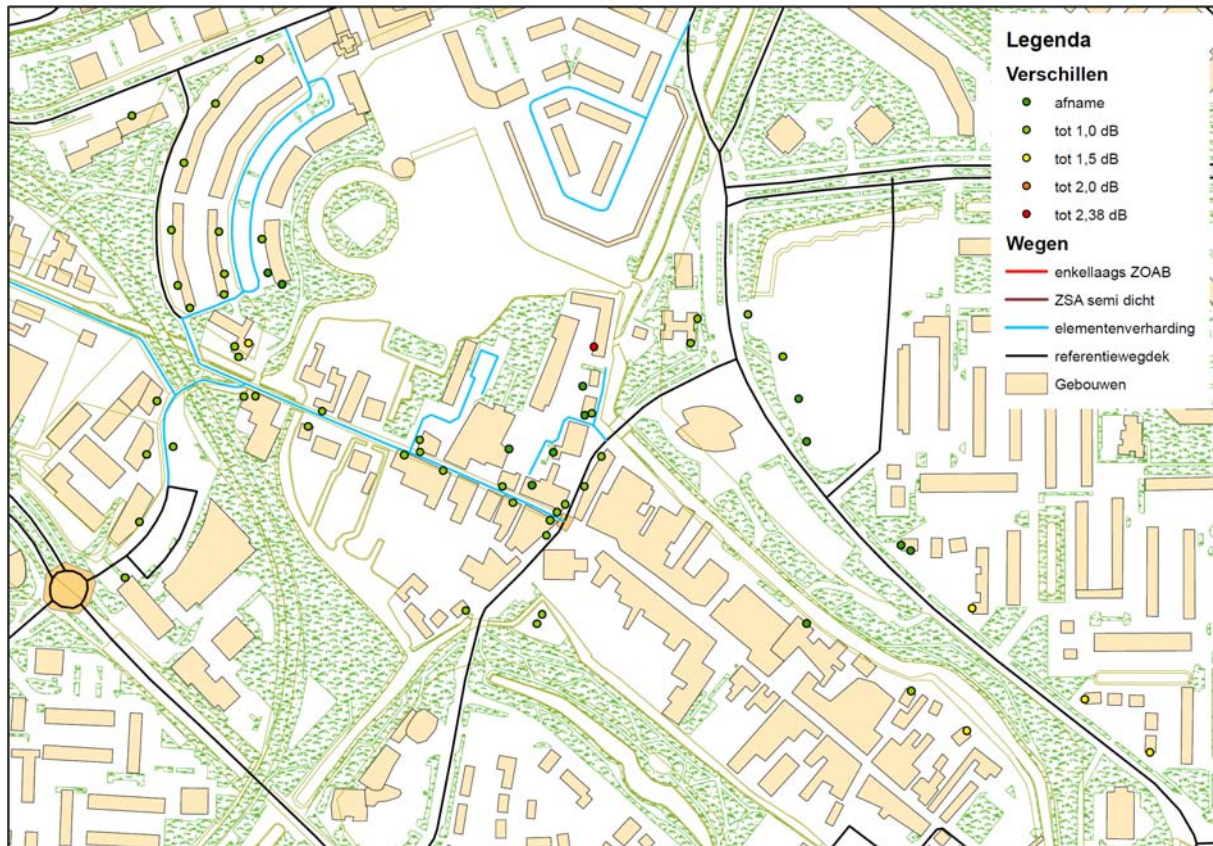 Legenda
Verschillen
afname
tot 1,0 dB
tot 1,5 dB
tot 2,0 dB
tot 2,38 dB
Wegen
enkellaags ZOAB
ZSA semi dicht
elementenverharding
referentiewegdek
Gebouwen